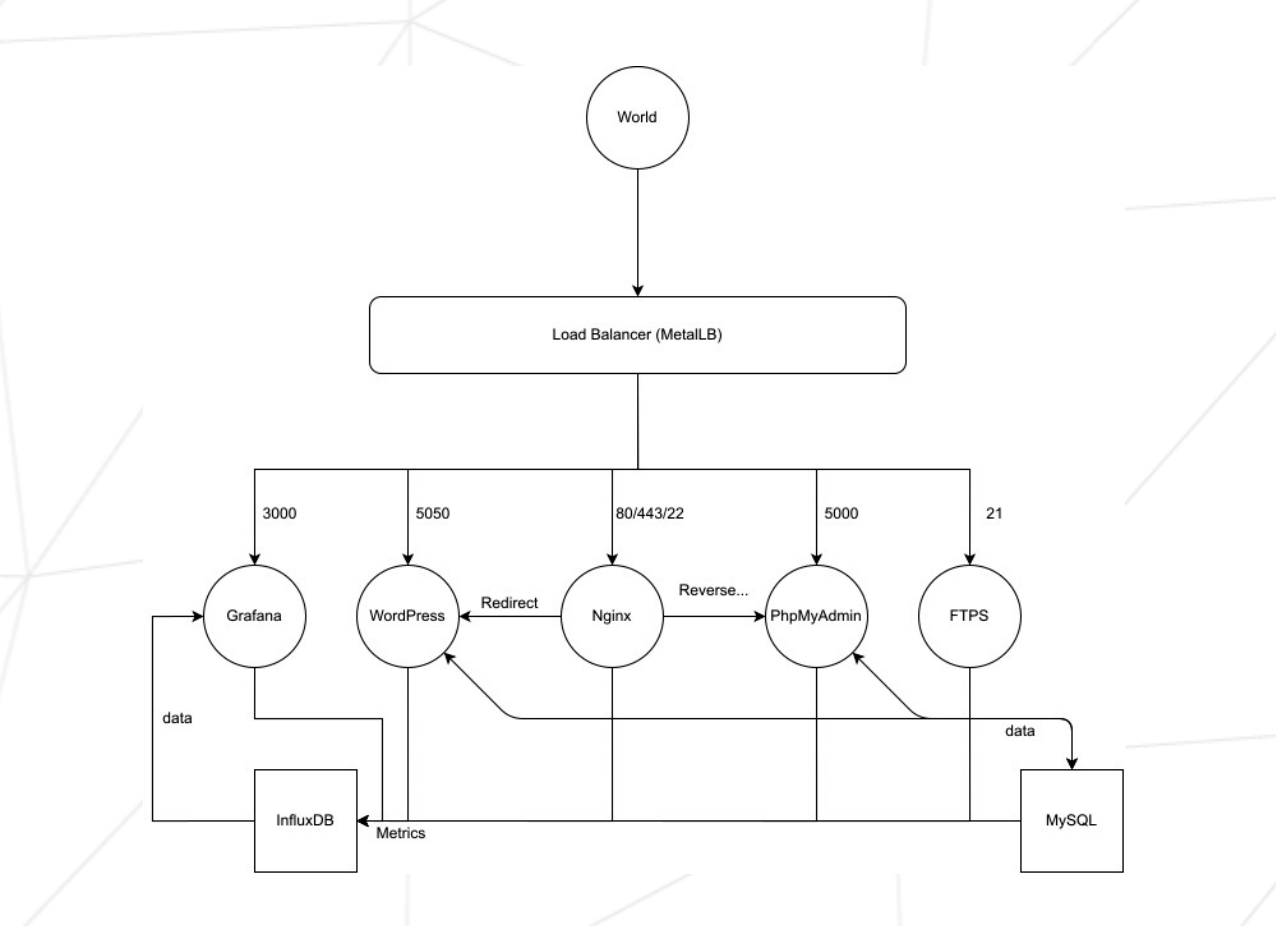 World
Load Balancer (MetalLB)
3000
5050
80/443/22
5000
21
Reverse...
Redirect
Grafana
WordPress
Nginx
PhpMyAdmin
FTPS
data
data
InfluxDB
MySQL
Metrics